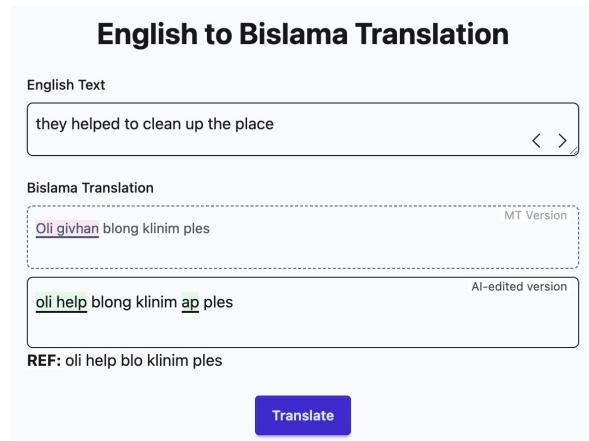 English to Bislama Translation
English Text
they helped to clean up the place
Bislama Translation
MT Version
Oli givhan blong klinim ples
AI-edited version
oli help blong klinim ap ples
REF: oli help blo klinim ples
Translate